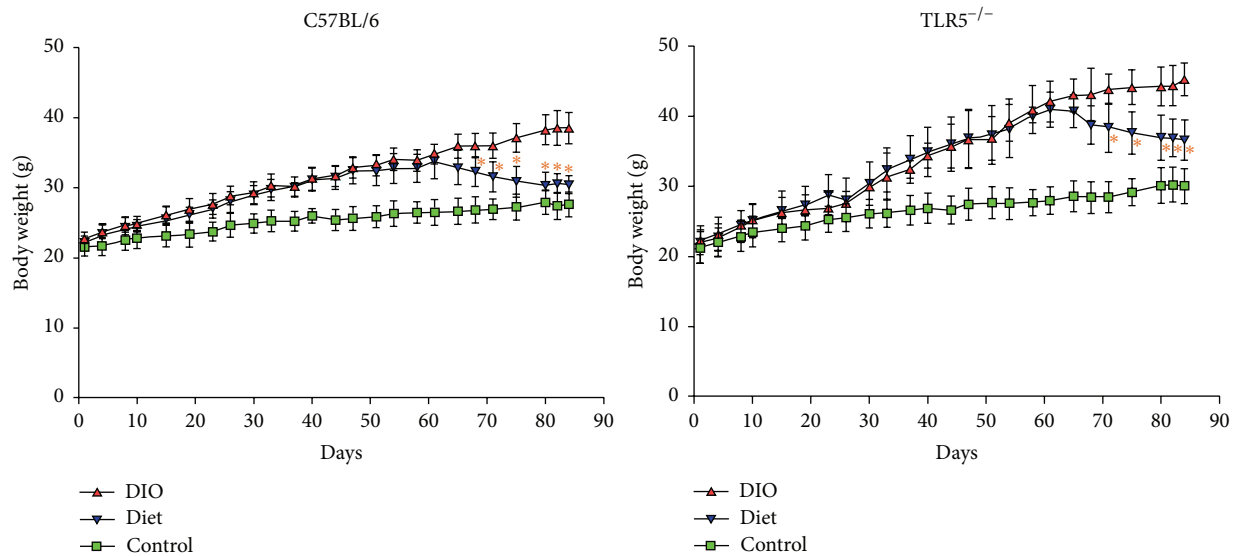 C57BL/6
50
40
30
20
10
0
Body weight (g)
* * * * * *
0 10 20 30 40 50 60 70 80 90
Days
DIO
Diet
Control
TLR5−/−
50
40
30
20
10
0
Body weight (g)
* * * * *
0 10 20 30 40 50 60 70 80 90
Days
DIO
Diet
Control